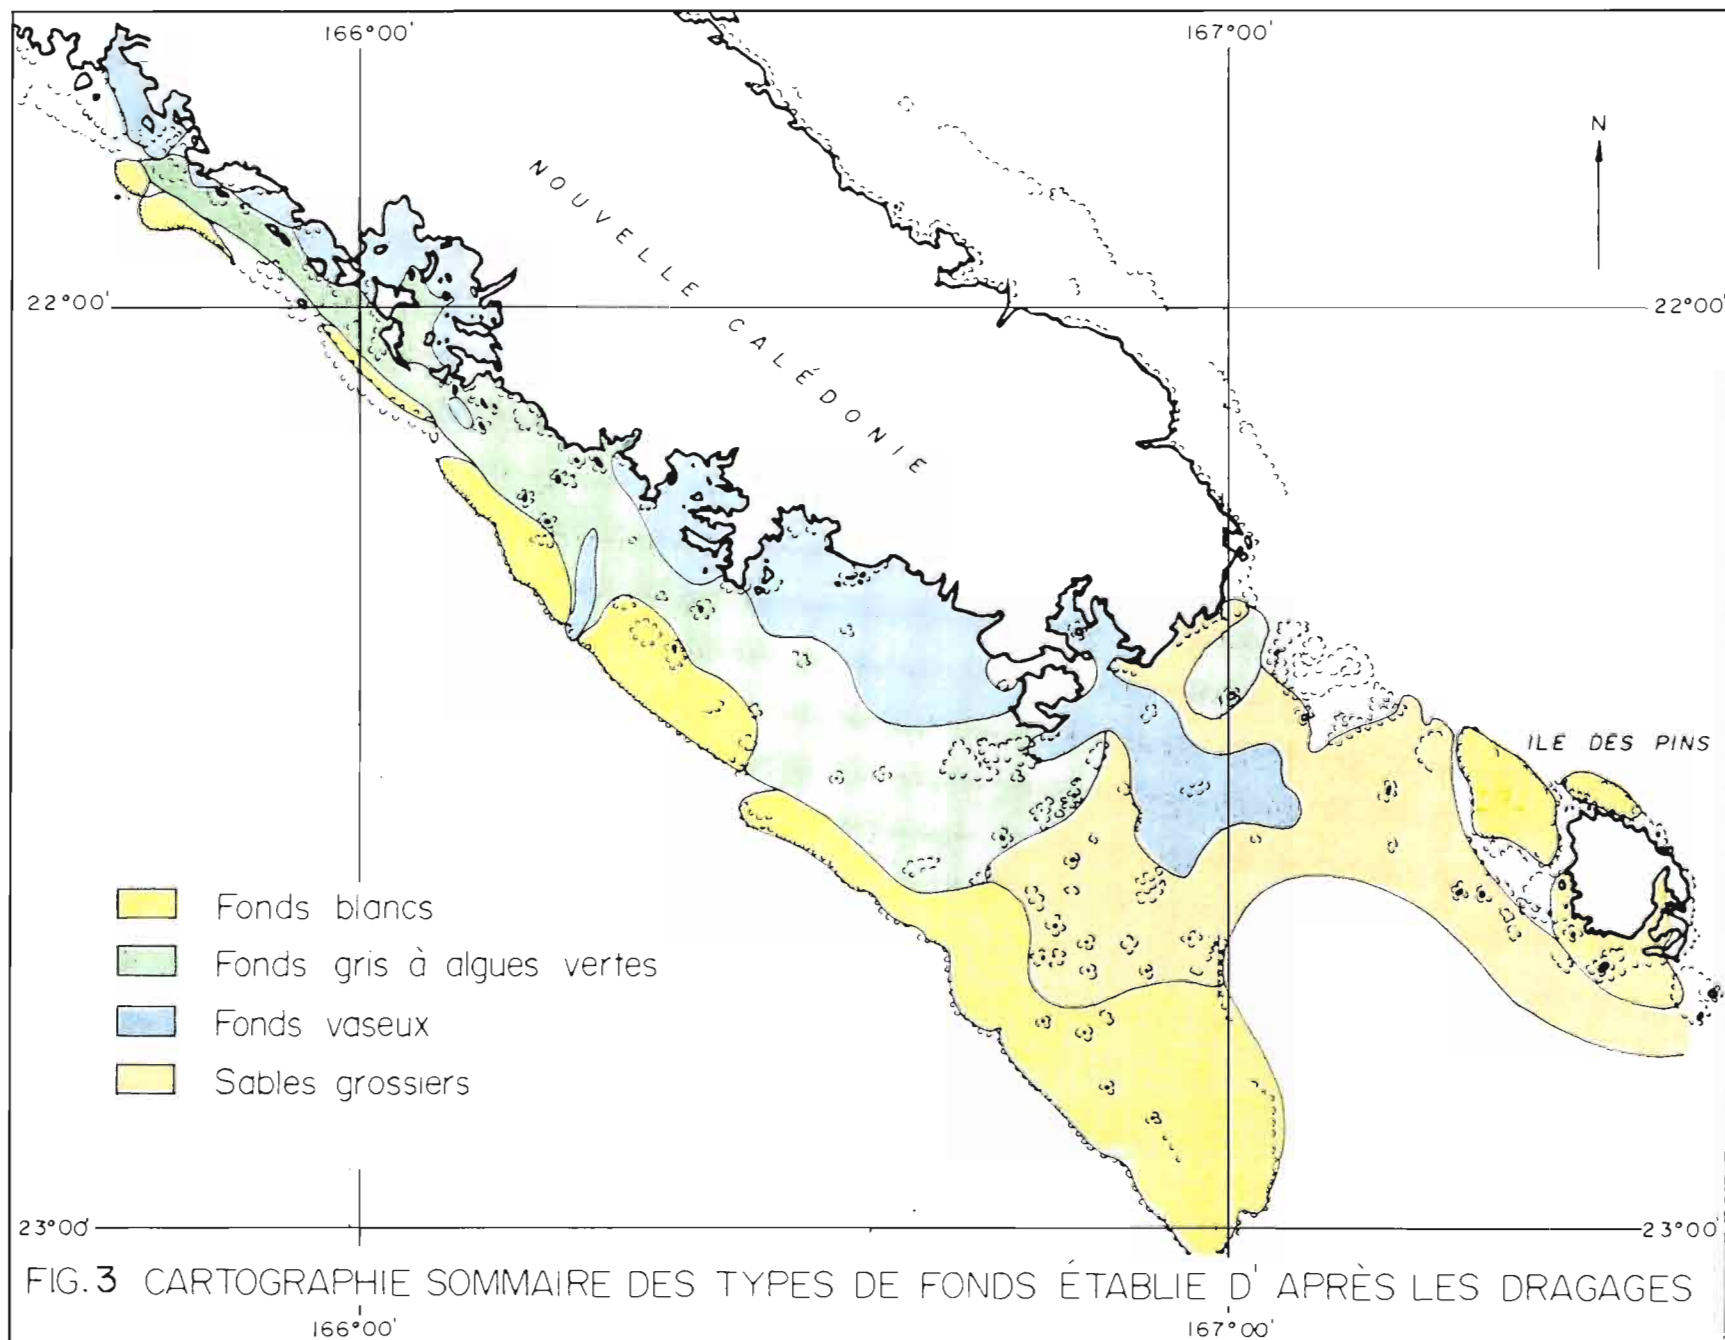 166°00' 167°00'
N
NOUVELLE CALÉDONIE
22°00' 22°00'
ILE DES PINS
Fonds blancs
Fonds gris à algues vertes
Fonds vaseux
Sables grossiers
23°00' 23°00'
FIG.3 CARTOGRAPHIE SOMMAIRE DES TYPES DE FONDS ÉTABLIE D'APRÈS LES DRAGAGES
166°00' 167°00'